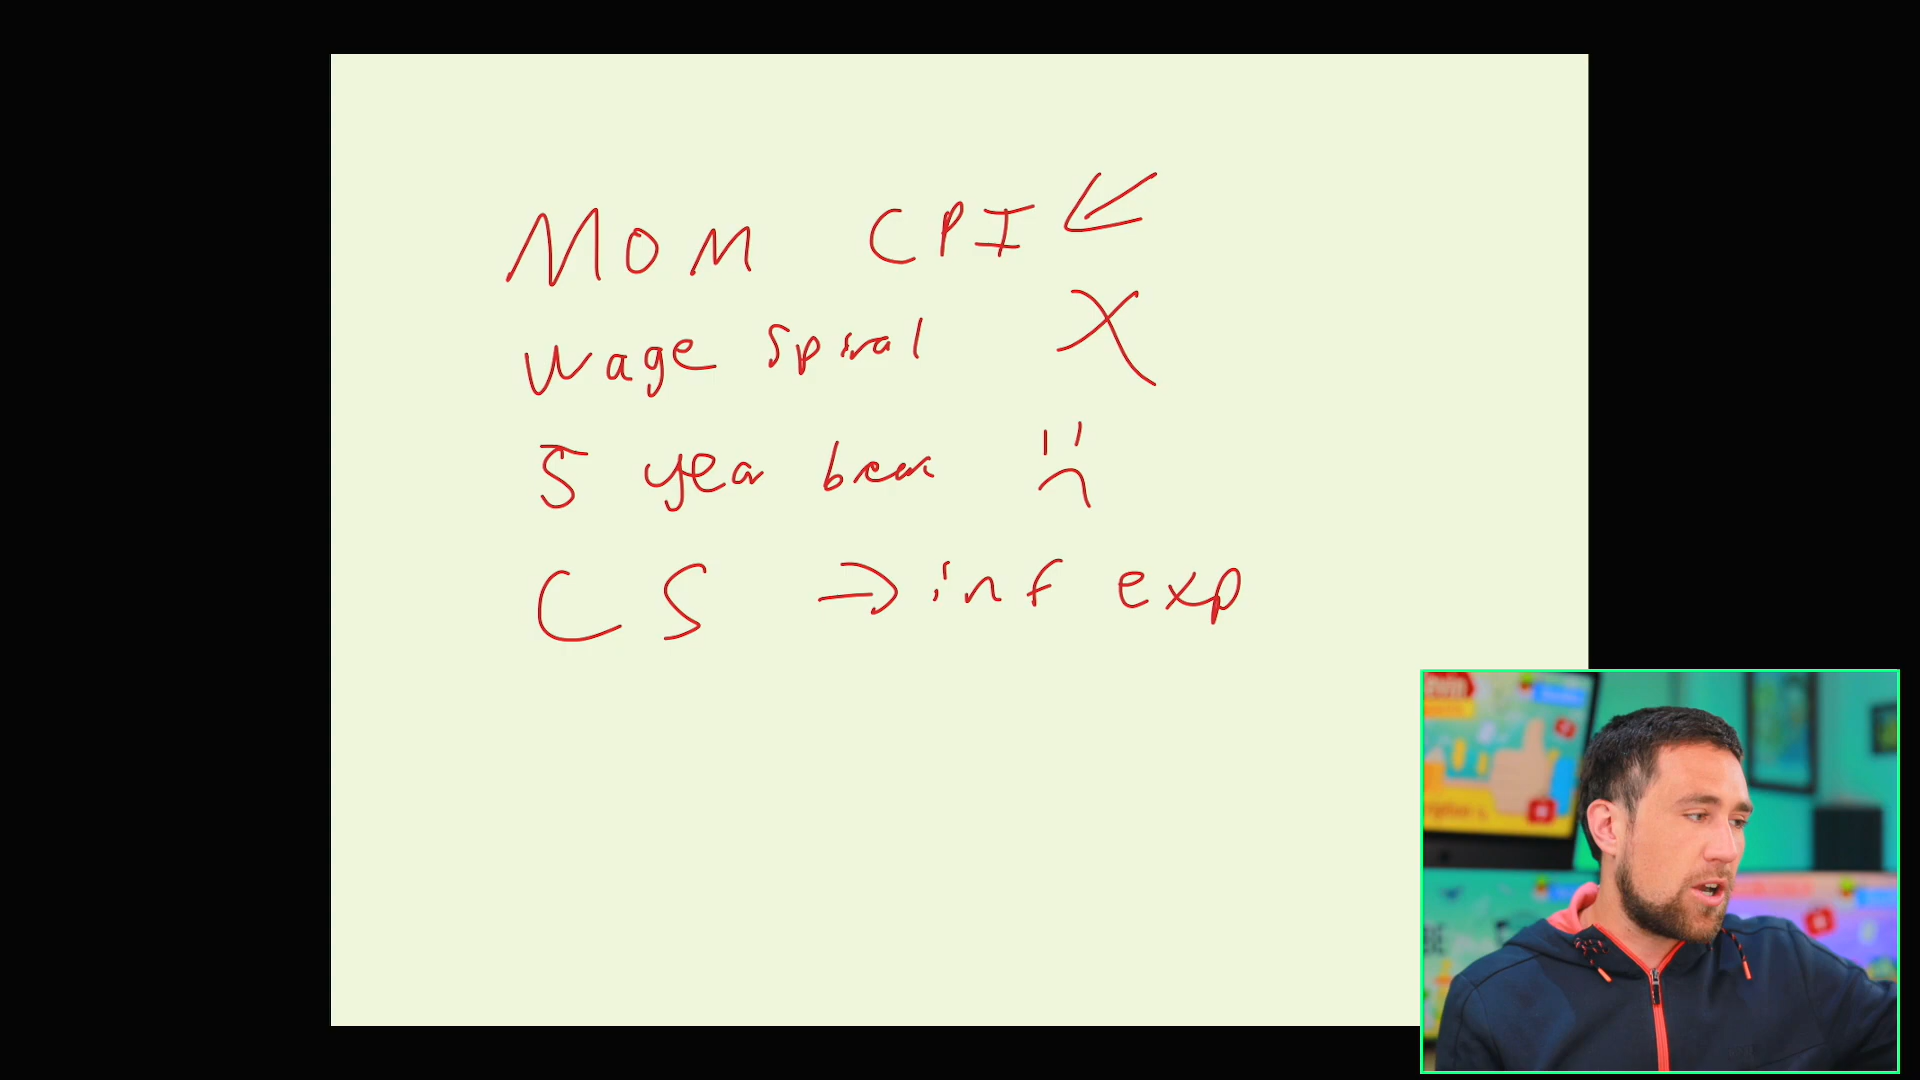 MOM CPI
wage spiral X
5 year
CS → inf exp